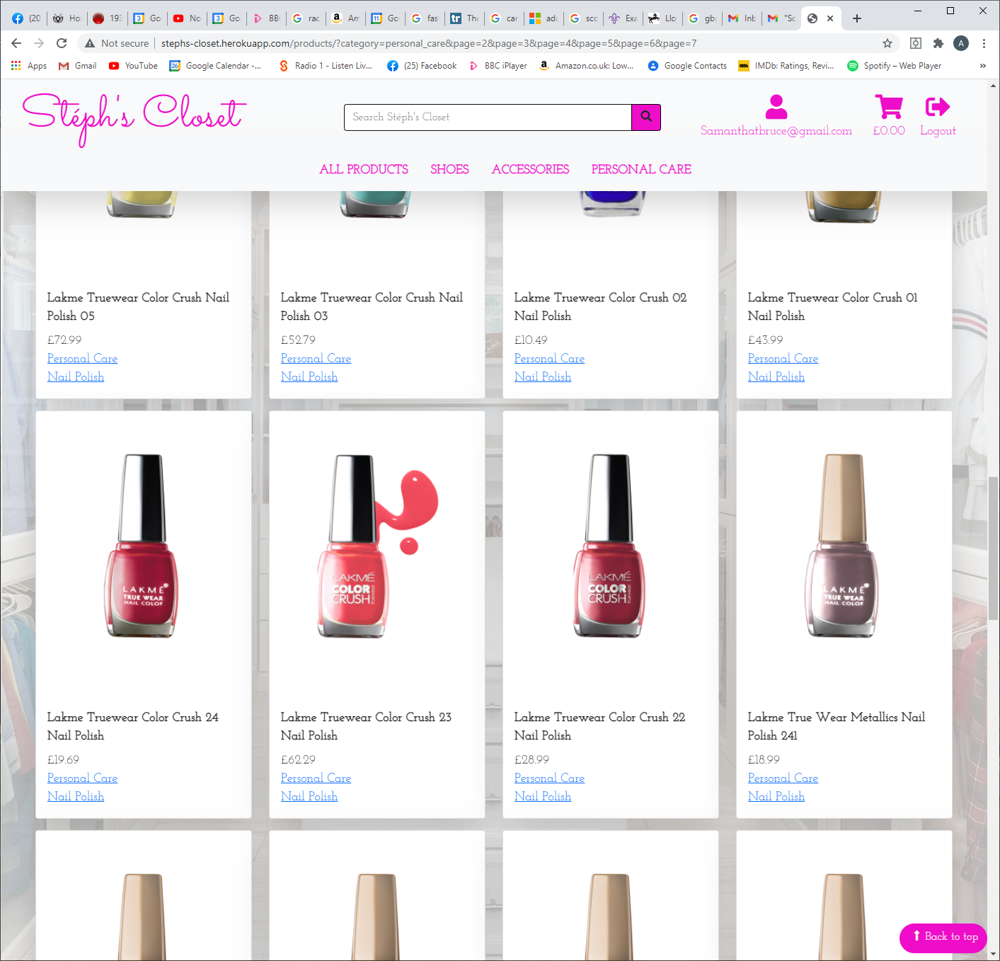 (20 Ho 193 Go No Go BBC rac Am Go fas The car ado sco Exa Llo gb Inb "Sc
Not secure stephs-closet.herokuapp.com/products/?category=personal_care&page=2&page=3&page=4&page=5&page=6&page=7 A
Apps Gmail YouTube 26 Google Calendar -... Radio 1 - Listen Liv... (25) Facebook BBC iPlayer Amazon.co.uk: Low... Google Contacts IMDb: Ratings, Revi... Spotify – Web Player »
Stéph's Closet
Search Stéph's Closet
Samanthatbruce@gmail.com £0.00 Logout
ALL PRODUCTS SHOES ACCESSORIES PERSONAL CARE
Lakme Truewear Color Crush Nail Polish 05
£72.99
Personal Care
Nail Polish
Lakme Truewear Color Crush Nail Polish 03
£52.79
Personal Care
Nail Polish
Lakme Truewear Color Crush 02 Nail Polish
£10.49
Personal Care
Nail Polish
Lakme Truewear Color Crush 01 Nail Polish
£43.99
Personal Care
Nail Polish
LAKMÉ
TRUE WEAR
NAIL COLOR
Lakme Truewear Color Crush 24 Nail Polish
£19.69
Personal Care
Nail Polish
LAKMÉ
COLOR
CRUSH
truewear
Lakme Truewear Color Crush 23 Nail Polish
£62.29
Personal Care
Nail Polish
LAKMÉ
COLOR
CRUSH
truewear
Lakme Truewear Color Crush 22 Nail Polish
£28.99
Personal Care
Nail Polish
LAKMÉ
TRUE WEAR
NAIL COLOR
Lakme True Wear Metallics Nail Polish 241
£18.99
Personal Care
Nail Polish
Back to top